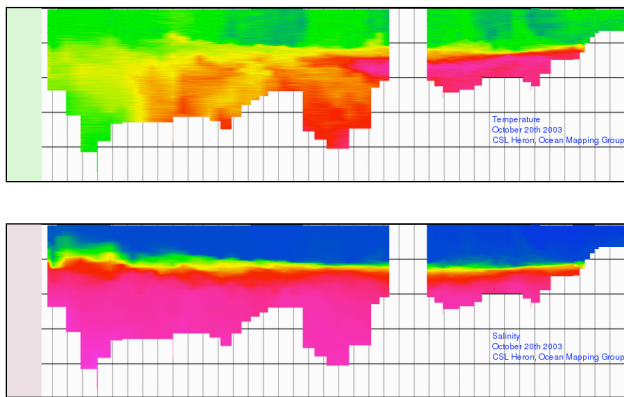 Temperature
October 20th 2003
CSL Heron, Ocean Mapping Group
Salinity
October 20th 2003
CSL Heron, Ocean Mapping Group